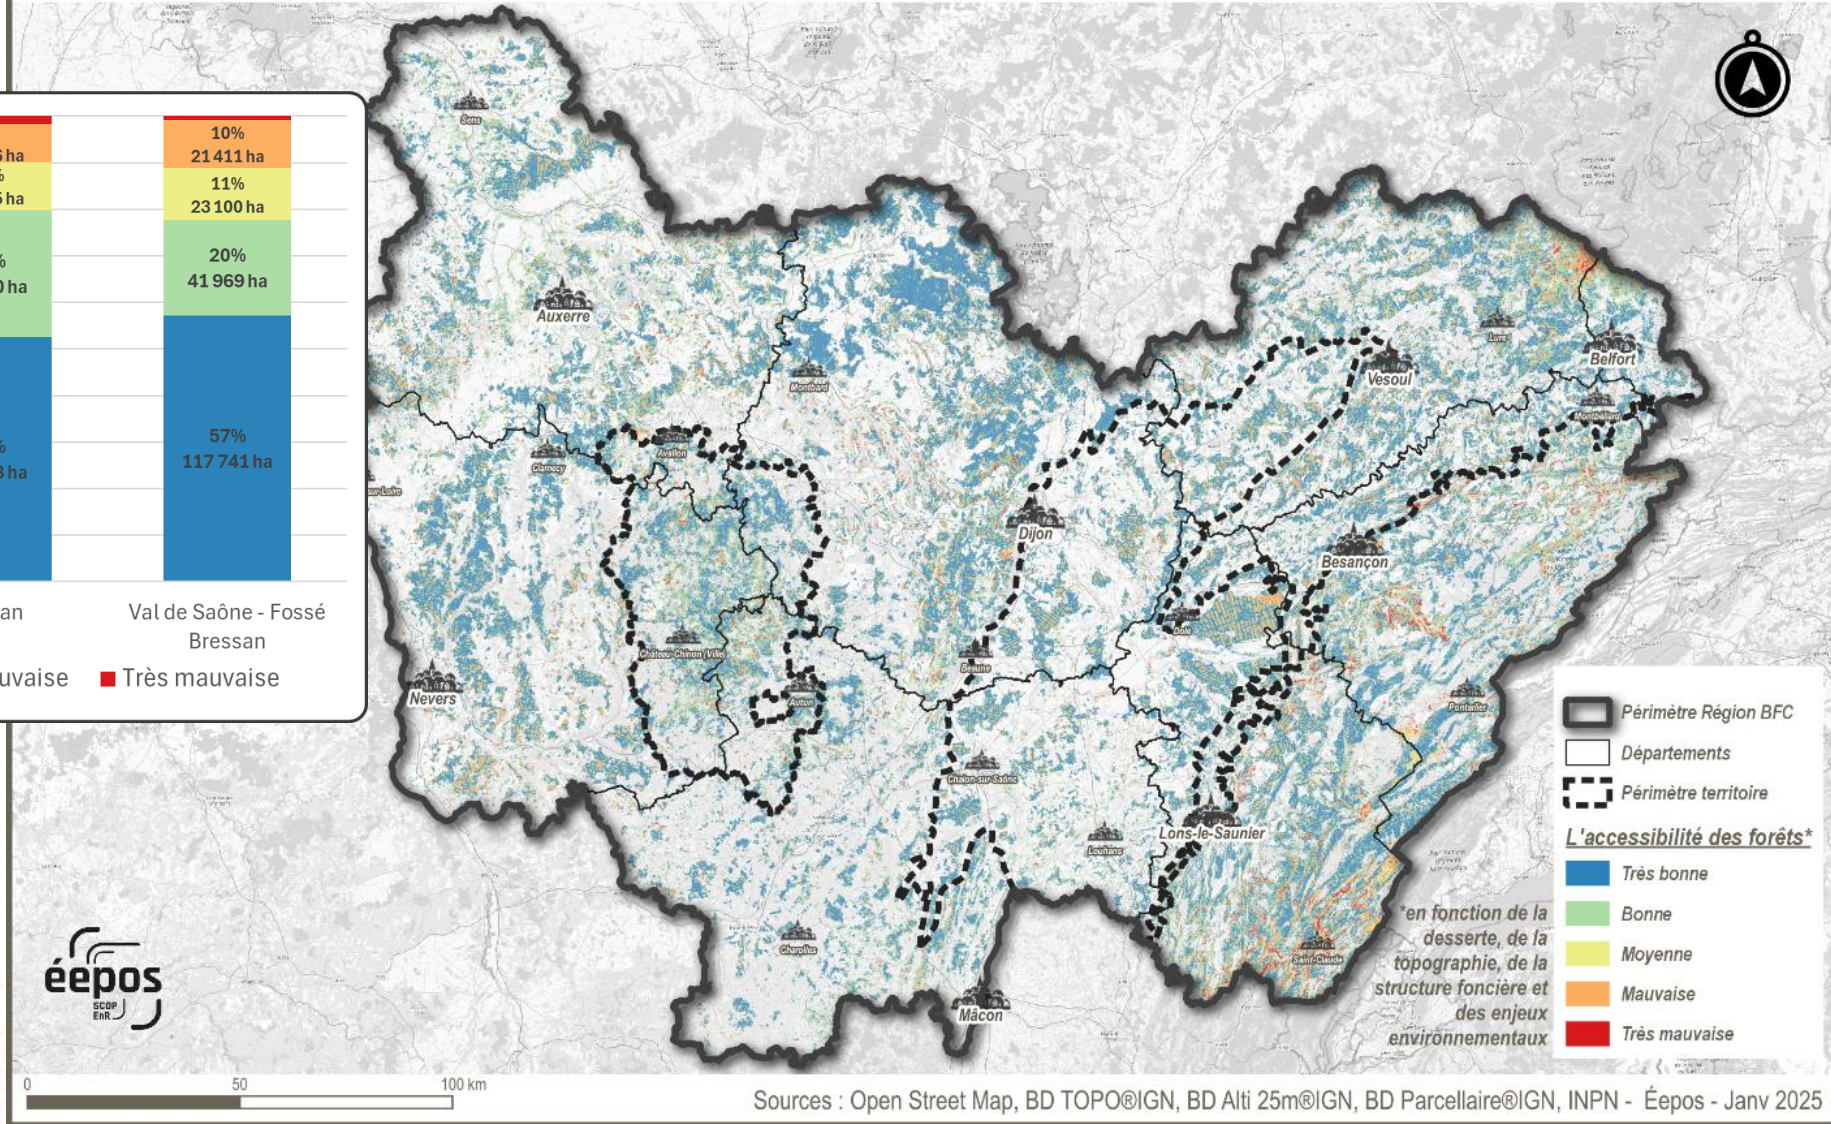 10%
21 411 ha
11%
23 100 ha
20%
41 969 ha
57%
117 741 ha
Val de Saône - Fossé
Bressan
Très mauvaise
Sens
Auxerre
Montbard
Avallon
Clamecy
sur-Loire
Château-Chinon (Ville)
Nevers
Autun
Dijon
Beaune
Chalon-sur-Saône
Louhans
Charolles
Mâcon
Vesoul
Lure
Belfort
Montbéliard
Besançon
Dole
Pontarlier
Lons-le-Saunier
Saint-Claude
Périmètre Région BFC
Départements
Périmètre territoire
L'accessibilité des forêts*
Très bonne
Bonne
Moyenne
Mauvaise
Très mauvaise
*en fonction de la
desserte, de la
topographie, de la
structure foncière et
des enjeux
environnementaux
éepos
SCOP
EnR
0 50 100 km
Sources : Open Street Map, BD TOPO®IGN, BD Alti 25m®IGN, BD Parcellaire®IGN, INPN - Éepos - Janv 2025